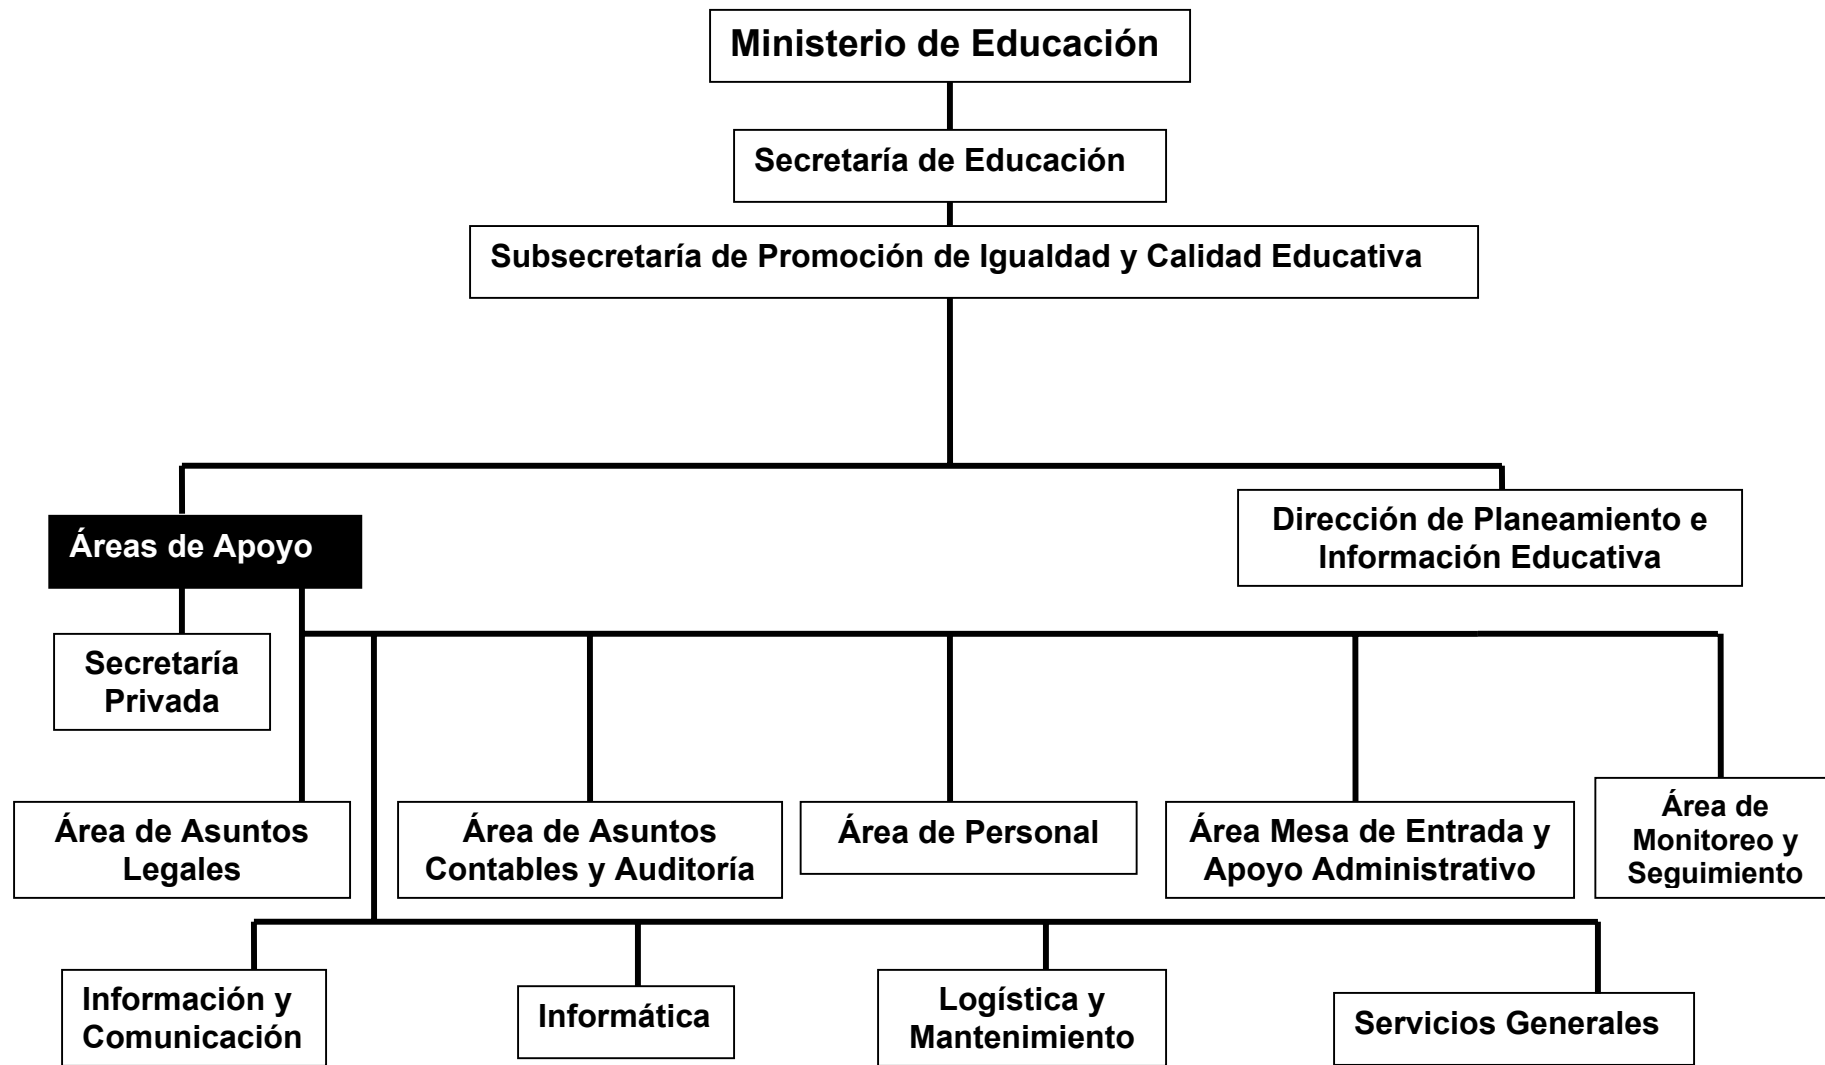 Ministerio de Educación
Secretaría de Educación
Subsecretaría de Promoción de Igualdad y Calidad Educativa
Áreas de Apoyo
Dirección de Planeamiento e
Información Educativa
Secretaría
Privada
Área de Asuntos
Legales
Área de Asuntos
Contables y Auditoría
Área de Personal
Área Mesa de Entrada y
Apoyo Administrativo
Área de
Monitoreo y
Seguimiento
Información y
Comunicación
Informática
Logística y
Mantenimiento
Servicios Generales